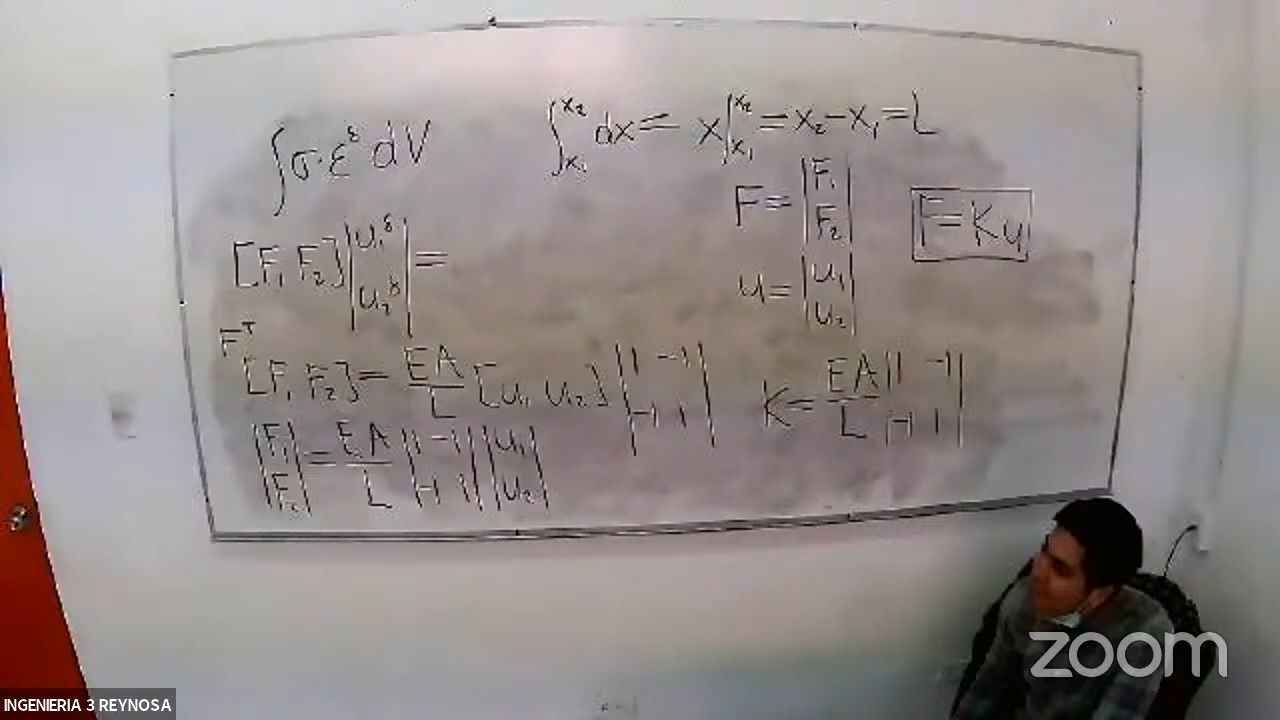 ∫σ·ε^δ dV
∫_{x₁}^{x₂} dx = x|_{x₁}^{x₂} = x₂-x₁ = L
F = |F₁ F₂|
F=Ku
[F₁ F₂] |u₁^δ u₂^δ| =
u = |u₁ u₂|
F^T
[F₁ F₂] = EA/L [u₁ u₂] |1 -1 -1 1|
K = EA/L |1 -1 -1 1|
|F₁ F₂| = EA/L |1 -1 -1 1| |u₁ u₂|
zoom
INGENIERIA 3 REYNOSA